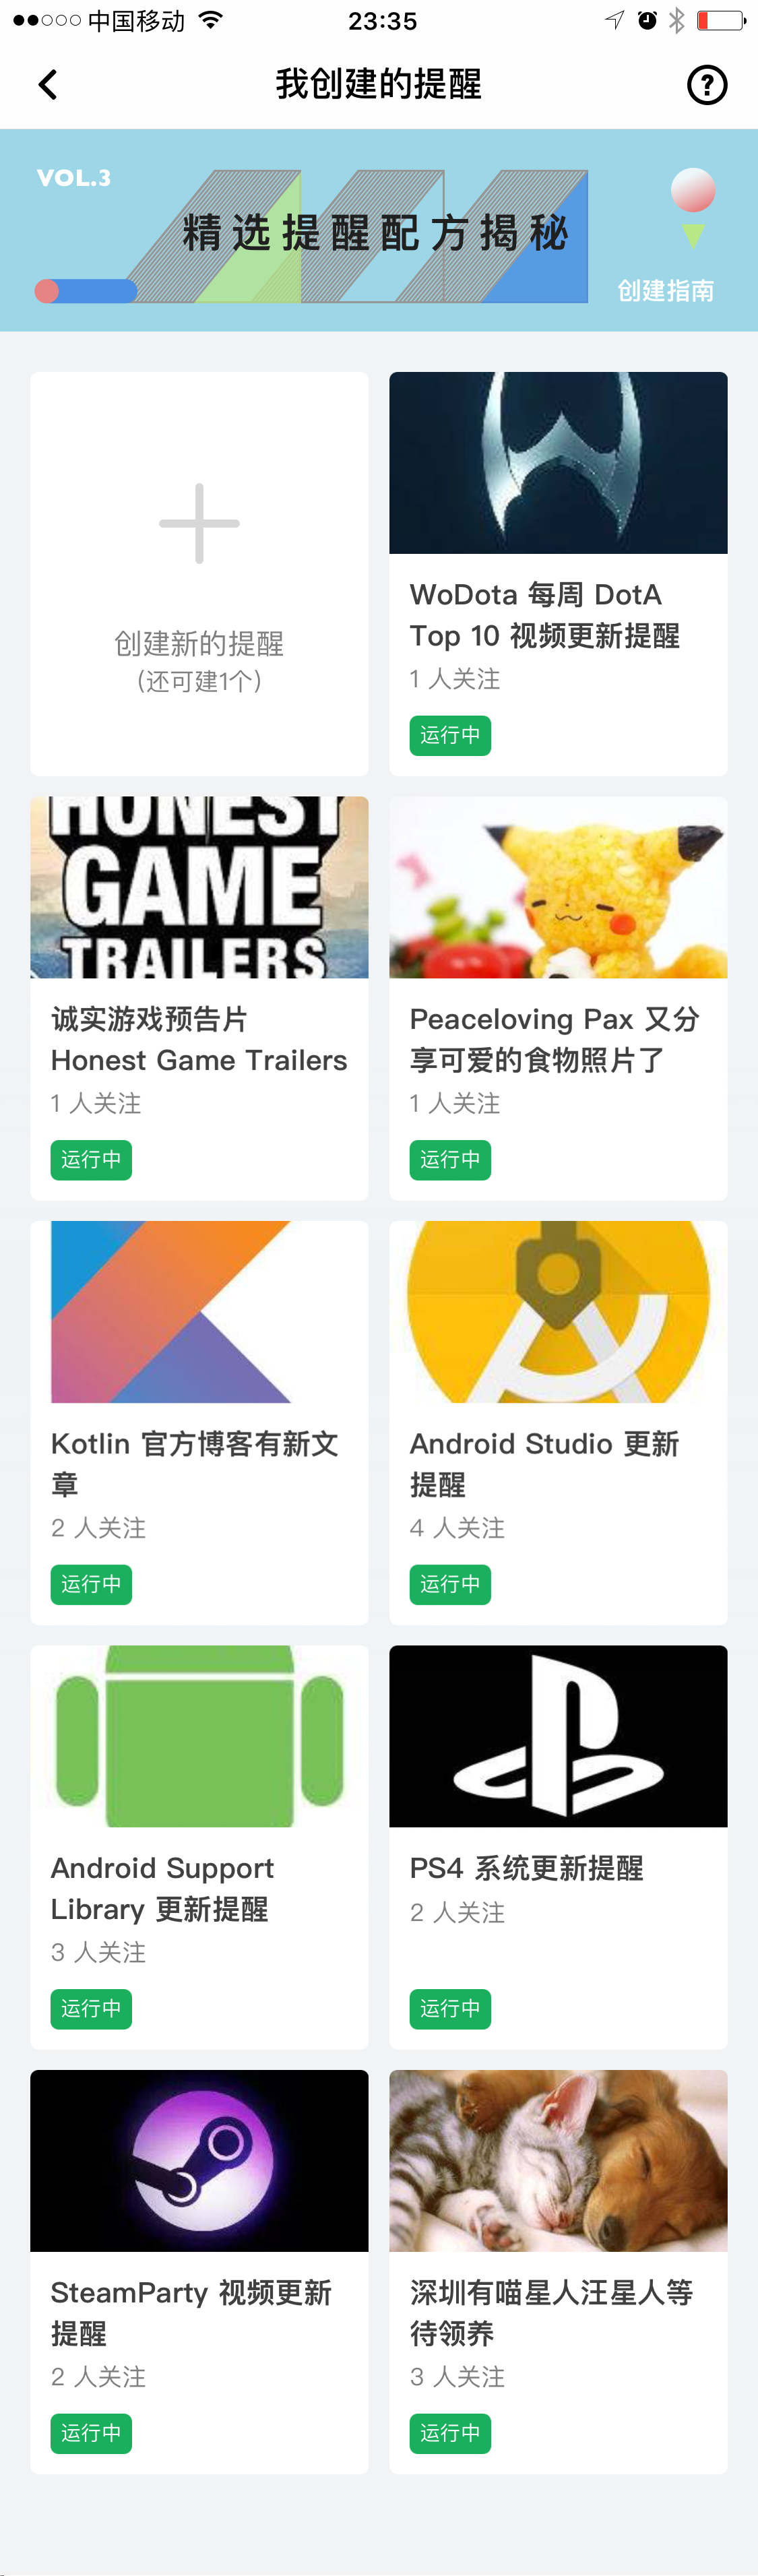 中国移动
23:35
我创建的提醒
?
VOL.3
精选提醒配方揭秘
创建指南
创建新的提醒
(还可建1个)
WoDota 每周 DotA
Top 10 视频更新提醒
1 人关注
运行中
HONEST
GAME
TRAILERS
诚实游戏预告片
Honest Game Trailers
1 人关注
运行中
Peaceloving Pax 又分
享可爱的食物照片了
1 人关注
运行中
Kotlin 官方博客有新文
章
2 人关注
运行中
Android Studio 更新
提醒
4 人关注
运行中
Android Support
Library 更新提醒
3 人关注
运行中
PS4 系统更新提醒
2 人关注
运行中
SteamParty 视频更新
提醒
2 人关注
运行中
深圳有喵星人汪星人等
待领养
3 人关注
运行中